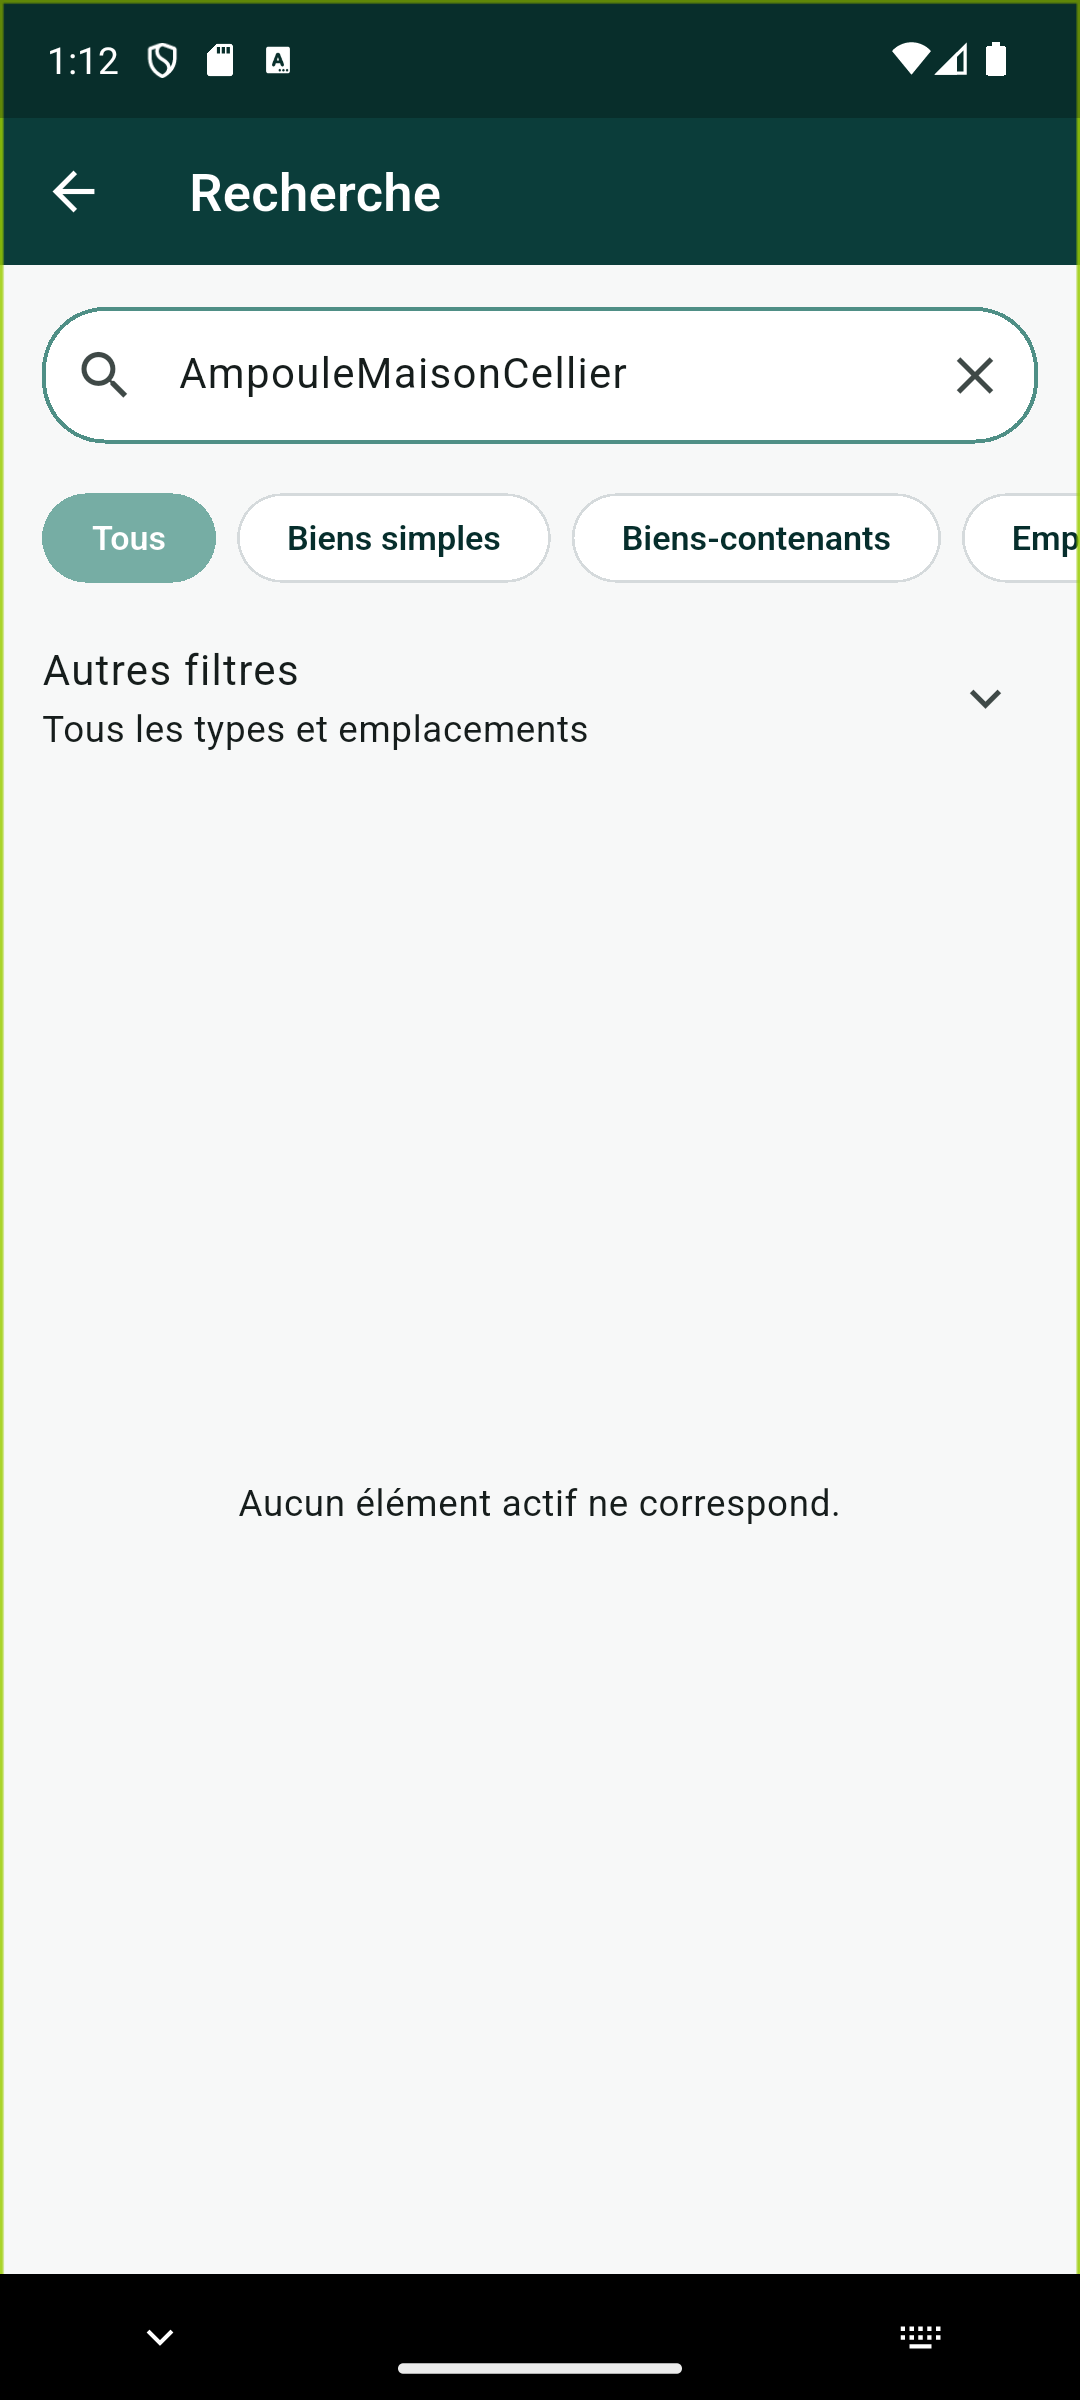 1:12
Recherche
AmpouleMaisonCellier
Tous
Biens simples
Biens-contenants
Emp
Autres filtres
Tous les types et emplacements
Aucun élément actif ne correspond.